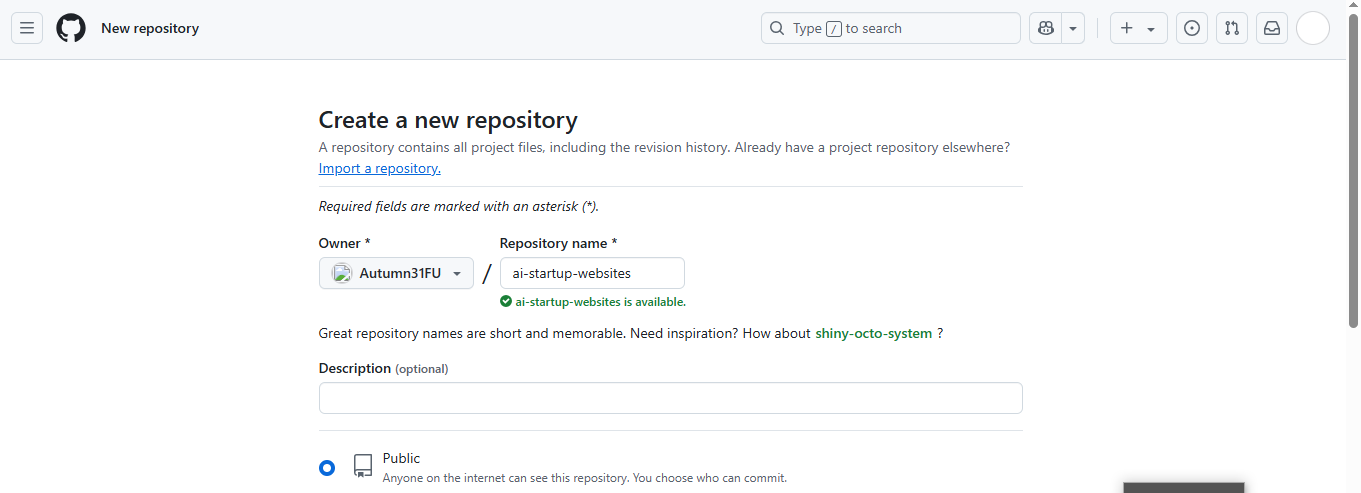 New repository
Type / to search
Create a new repository
A repository contains all project files, including the revision history. Already have a project repository elsewhere?
Import a repository.
Required fields are marked with an asterisk (*).
Owner * Repository name *
Autumn31FU / ai-startup-websites
ai-startup-websites is available.
Great repository names are short and memorable. Need inspiration? How about shiny-octo-system ?
Description (optional)
Public
Anyone on the internet can see this repository. You choose who can commit.